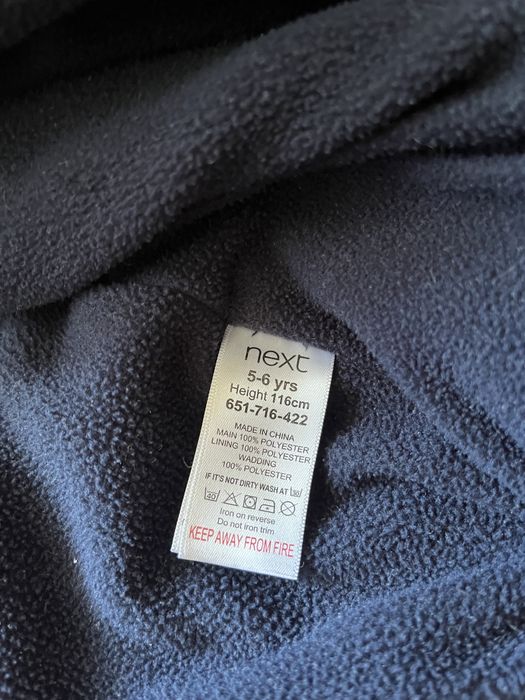 next
5-6 yrs
Height 116cm
651-716-422
MADE IN CHINA
MAIN 100% POLYESTER
LINING 100% POLYESTER
WADDING
100% POLYESTER
IF IT'S NOT DIRTY WASH AT 30
40
Iron on reverse
Do not iron trim
KEEP AWAY FROM FIRE